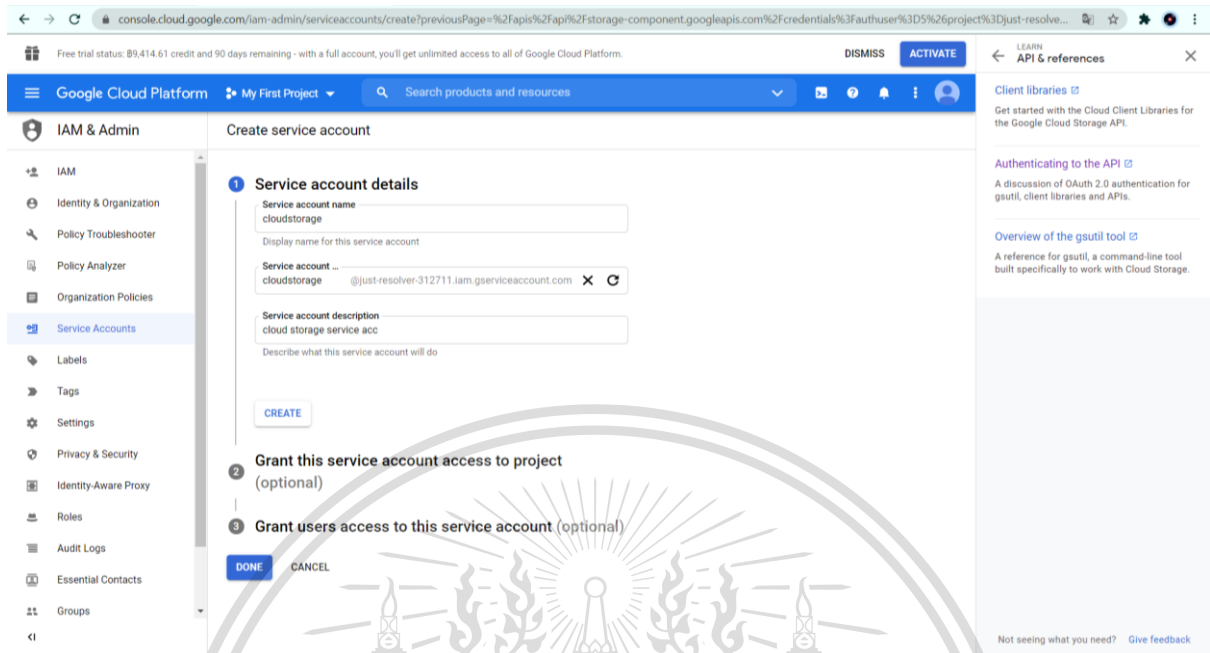 console.cloud.google.com/iam-admin/serviceaccounts/create?previousPage=%2Fapis%2Fapi%2Fstorage-component.googleapis.com%2Fcredentials%3Fauthuser%3D5%26project%3Djust-resolve...
Free trial status: ฿9,414.61 credit and 90 days remaining - with a full account, you'll get unlimited access to all of Google Cloud Platform.
DISMISS
ACTIVATE
Google Cloud Platform
My First Project
Search products and resources
IAM & Admin
IAM
Identity & Organization
Policy Troubleshooter
Policy Analyzer
Organization Policies
Service Accounts
Labels
Tags
Settings
Privacy & Security
Identity-Aware Proxy
Roles
Audit Logs
Essential Contacts
Groups
Create service account
1 Service account details
Service account name
cloudstorage
Display name for this service account
Service account ...
cloudstorage @just-resolver-312711.iam.gserviceaccount.com
Service account description
cloud storage service acc
Describe what this service account will do
CREATE
2 Grant this service account access to project
(optional)
3 Grant users access to this service account (optional)
DONE CANCEL
LEARN
API & references
Client libraries
Get started with the Cloud Client Libraries for
the Google Cloud Storage API.
Authenticating to the API
A discussion of OAuth 2.0 authentication for
gsutil, client libraries and APIs.
Overview of the gsutil tool
A reference for gsutil, a command-line tool
built specifically to work with Cloud Storage.
Not seeing what you need? Give feedback